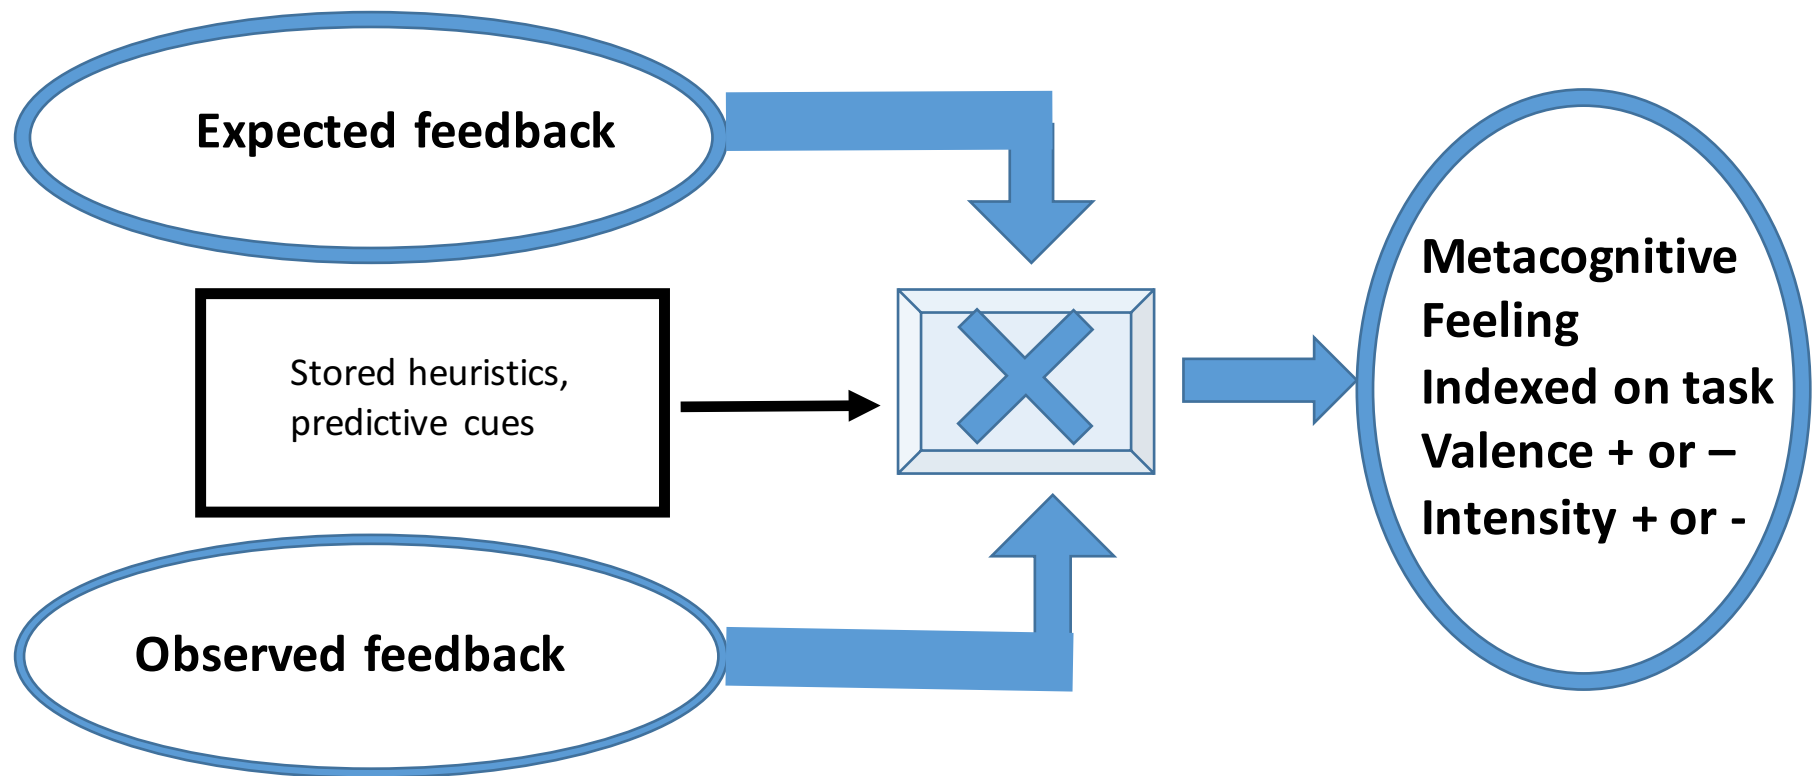 Expected feedback
Stored heuristics,
predictive cues
Observed feedback
Metacognitive
Feeling
Indexed on task
Valence + or –
Intensity + or -